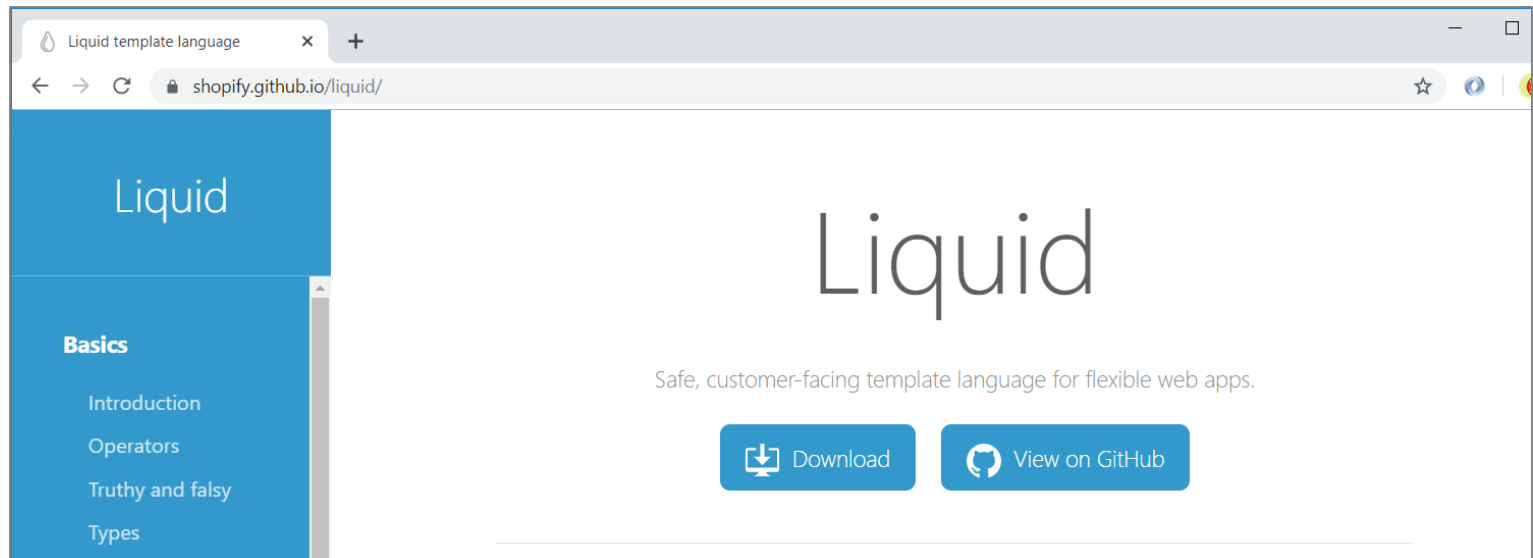 Liquid template language
shopify.github.io/liquid/
Liquid
Liquid
Basics
Safe, customer-facing template language for flexible web apps.
Introduction
Operators
Download
View on GitHub
Truthy and falsy
Types